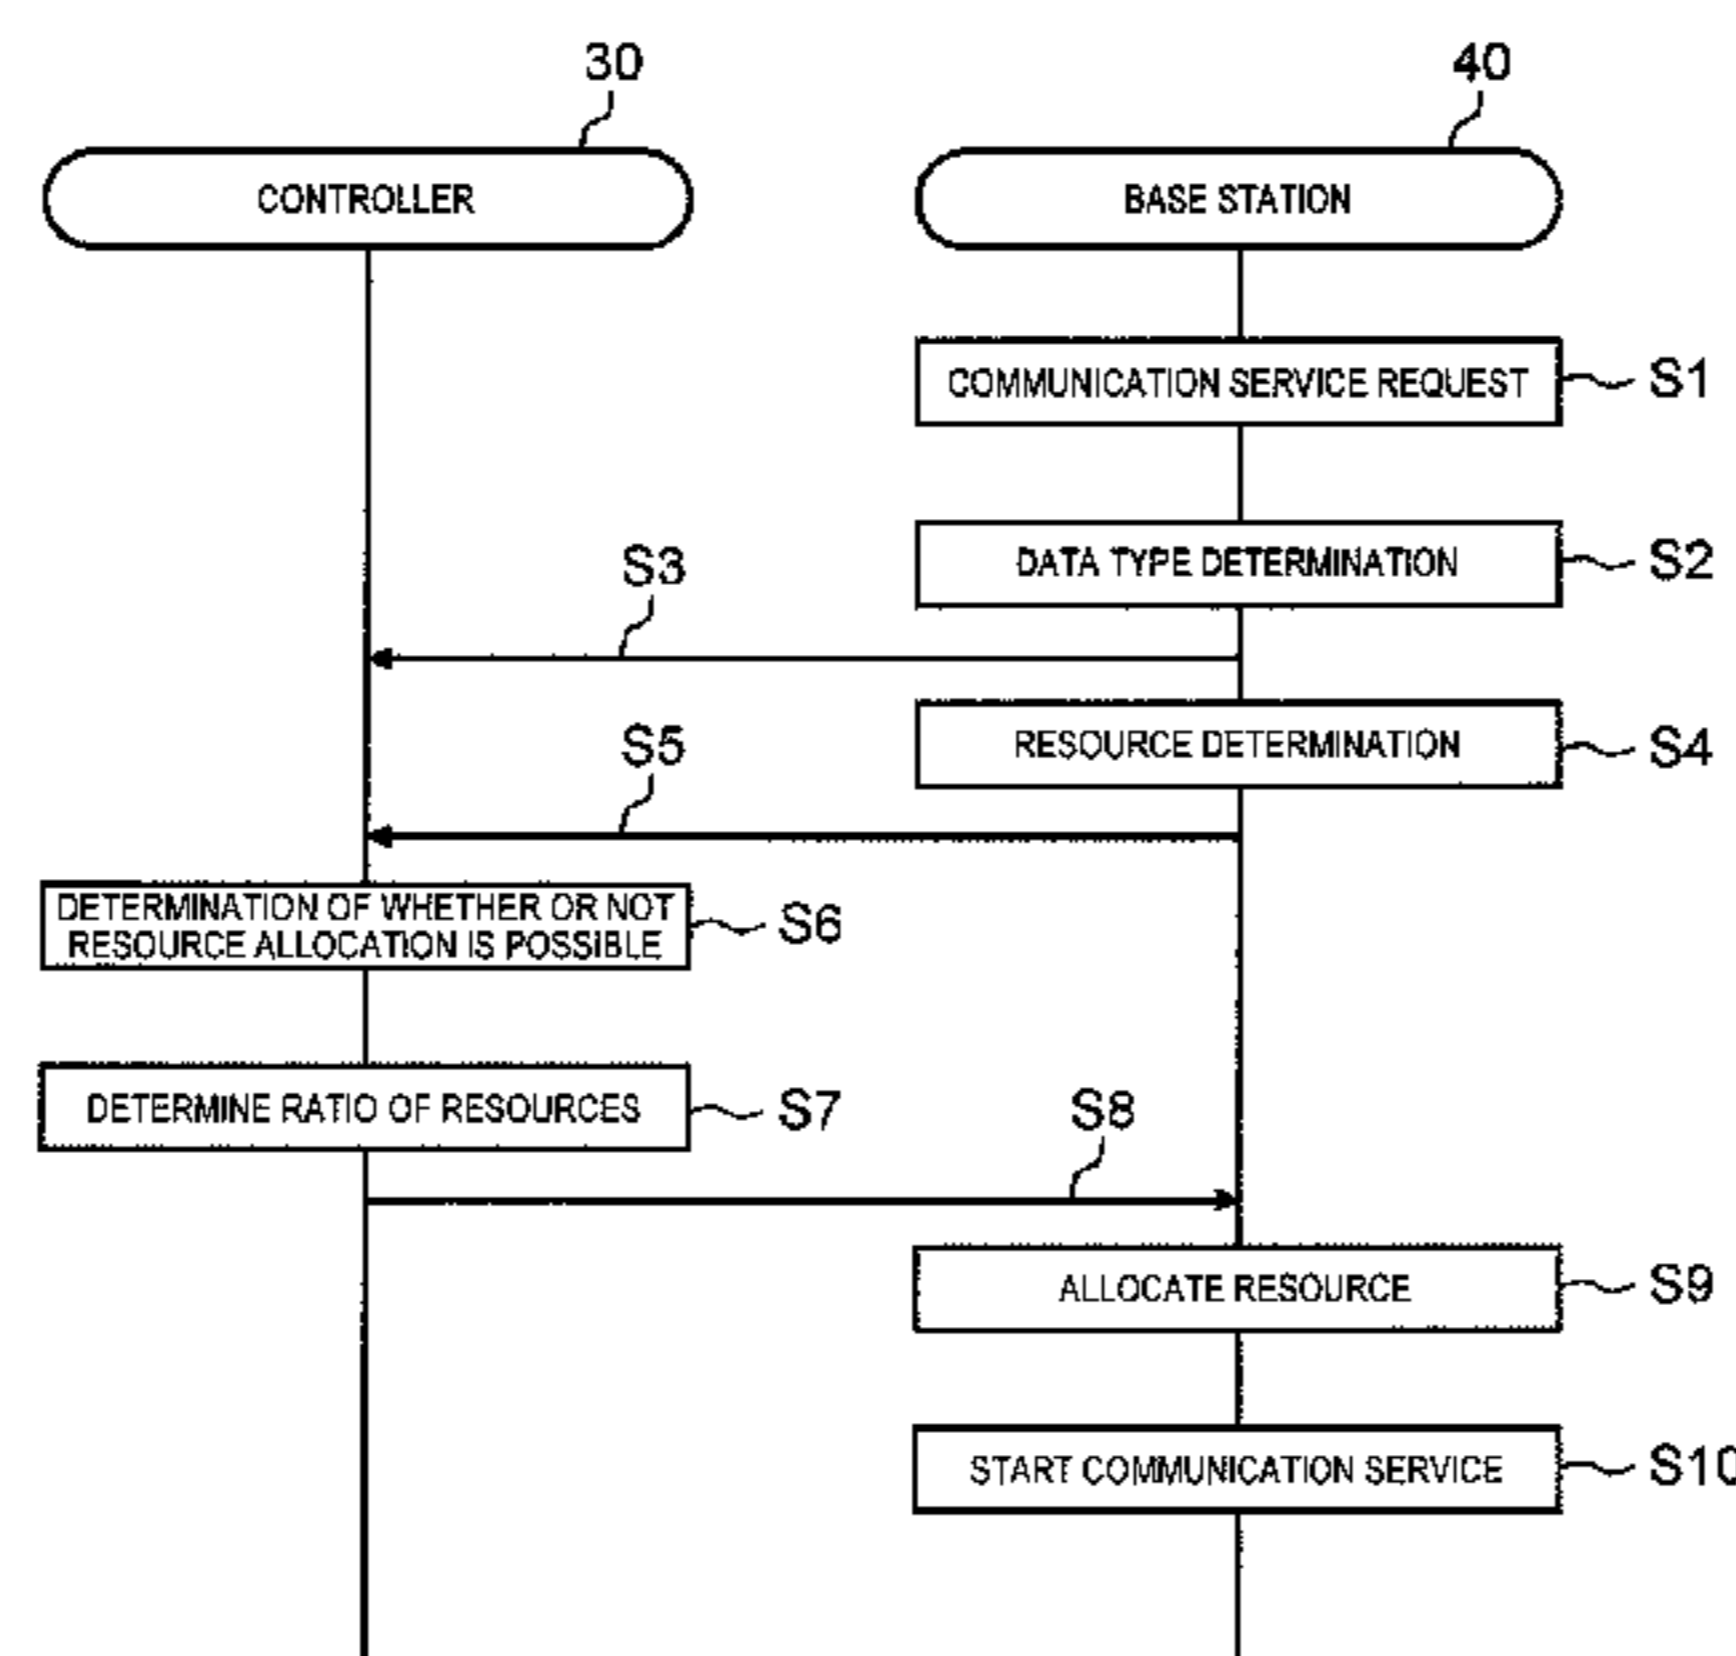 30
40
CONTROLLER
BASE STATION
COMMUNICATION SERVICE REQUEST
S1
DATA TYPE DETERMINATION
S2
S3
RESOURCE DETERMINATION
S4
S5
DETERMINATION OF WHETHER OR NOT
RESOURCE ALLOCATION IS POSSIBLE
S6
DETERMINE RATIO OF RESOURCES
S7
S8
ALLOCATE RESOURCE
S9
START COMMUNICATION SERVICE
S10